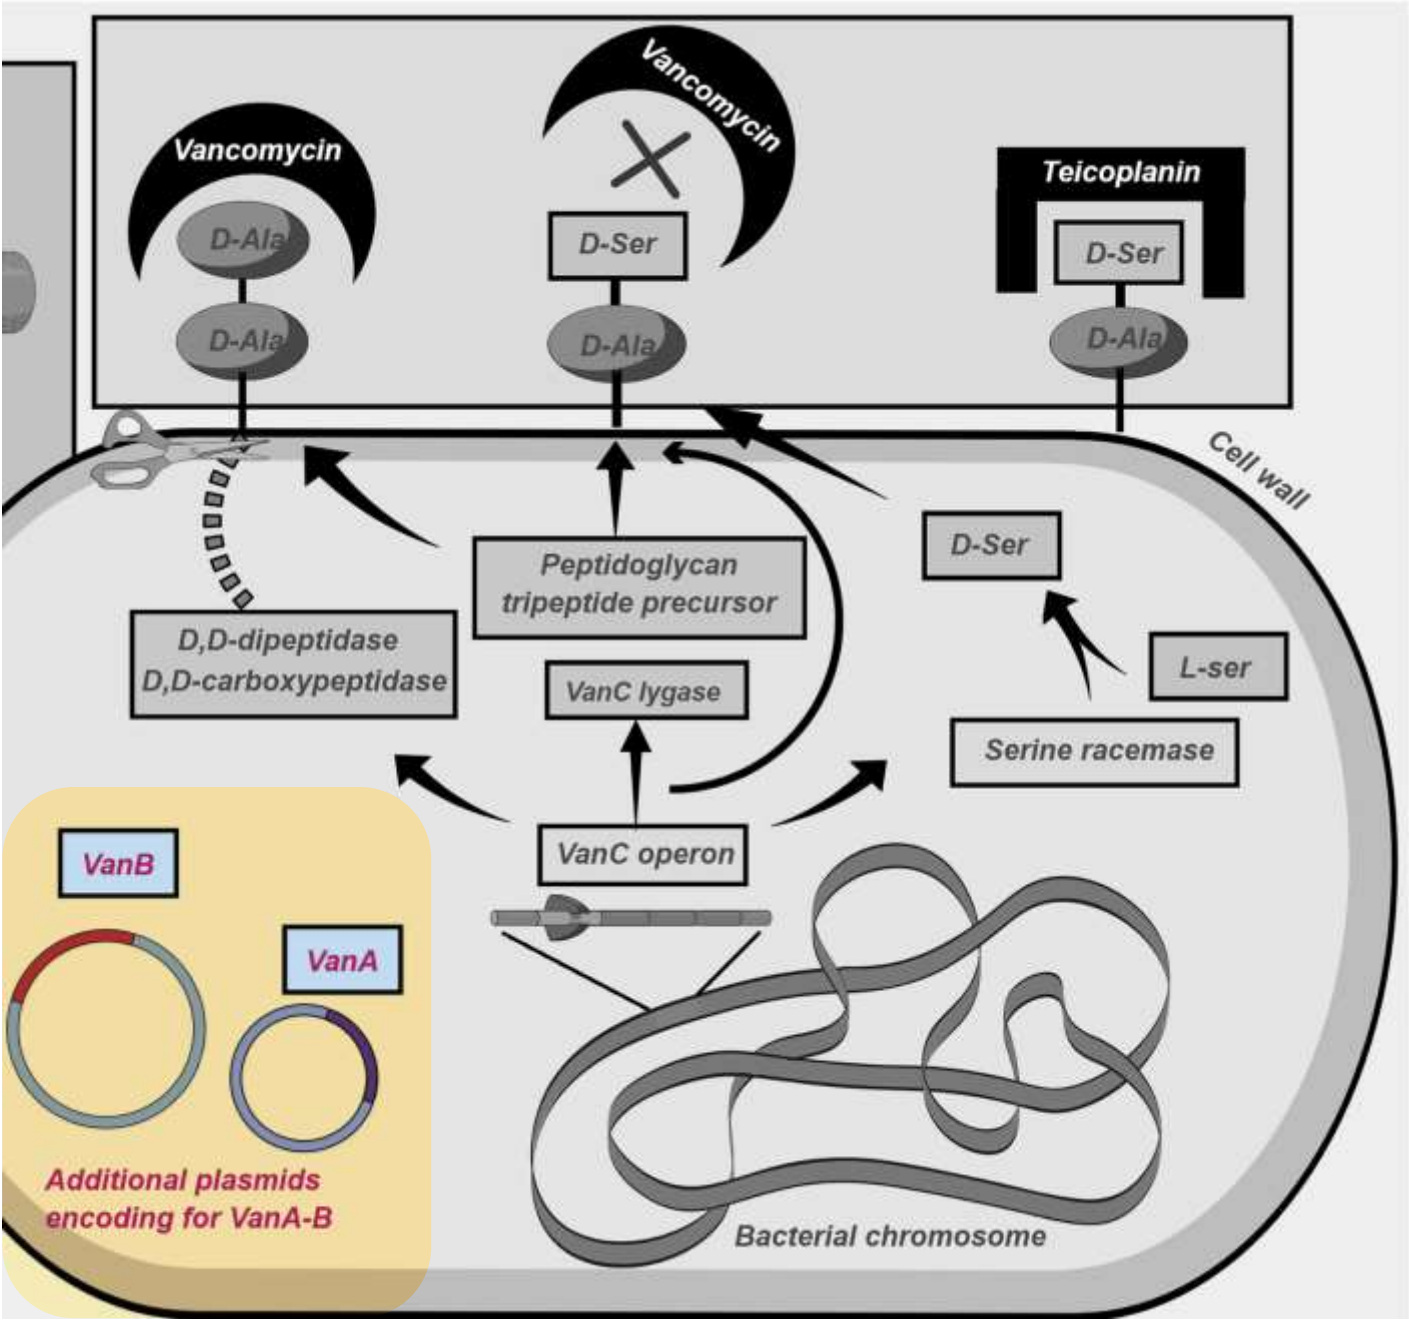 Vancomycin
Vancomycin
Teicoplanin
D-Ala
D-Ser
D-Ser
D-Ala
D-Ala
D-Ala
Cell wall
D-Ser
Peptidoglycan
tripeptide precursor
D,D-dipeptidase
D,D-carboxypeptidase
VanC lygase
L-ser
Serine racemase
VanC operon
VanB
VanA
Additional plasmids
encoding for VanA-B
Bacterial chromosome